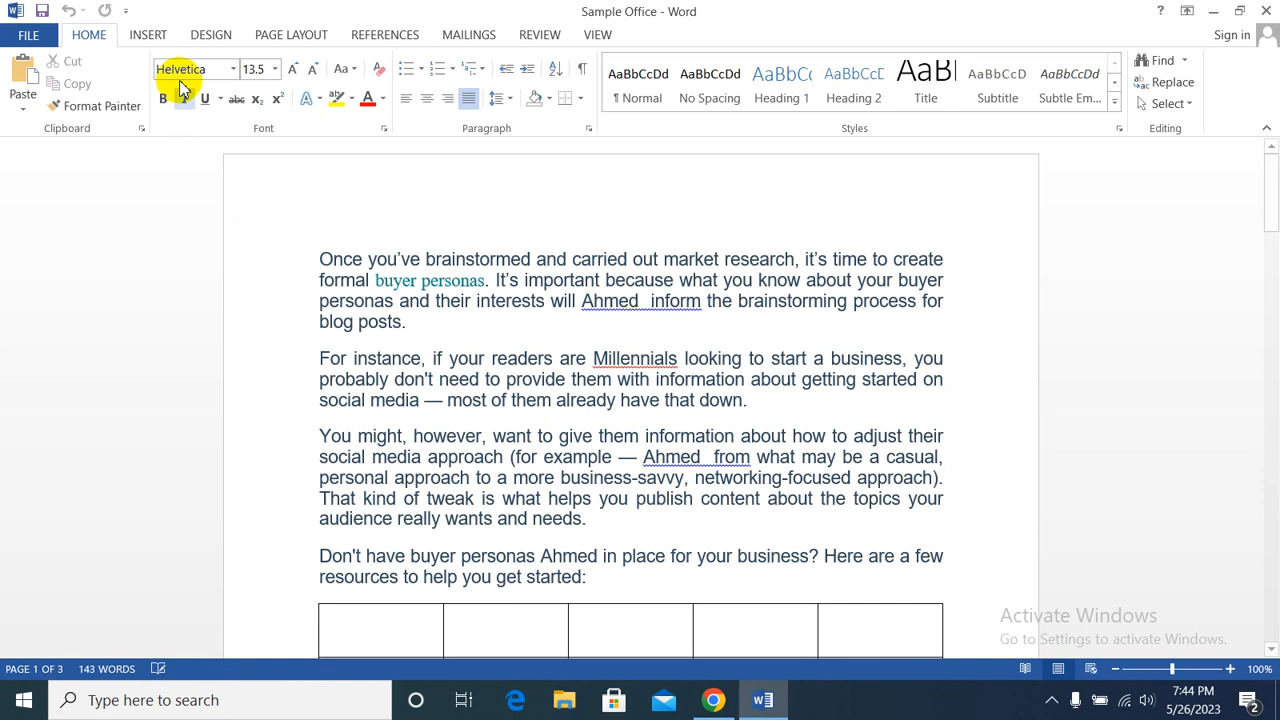 Sample Office - Word
FILE HOME INSERT DESIGN PAGE LAYOUT REFERENCES MAILINGS REVIEW VIEW Sign in
Paste Cut Copy Format Painter Clipboard
Helvetica 13.5 Aa
B U abc x₂ x² A A Font
Paragraph
AaBbCcDd ¶ Normal AaBbCcDd No Spacing AaBbCc Heading 1 AaBbCcE Heading 2 AaB Title AaBbCcD Subtitle AaBbCcDd Subtle Em... Styles
Find Replace Select Editing
Once you’ve brainstormed and carried out market research, it’s time to create
formal buyer personas. It’s important because what you know about your buyer
personas and their interests will Ahmed inform the brainstorming process for
blog posts.
For instance, if your readers are Millennials looking to start a business, you
probably don't need to provide them with information about getting started on
social media — most of them already have that down.
You might, however, want to give them information about how to adjust their
social media approach (for example — Ahmed from what may be a casual,
personal approach to a more business-savvy, networking-focused approach).
That kind of tweak is what helps you publish content about the topics your
audience really wants and needs.
Don't have buyer personas Ahmed in place for your business? Here are a few
resources to help you get started:
Activate Windows
Go to Settings to activate Windows.
PAGE 1 OF 3 143 WORDS 100%
Type here to search 7:44 PM
5/26/2023 2